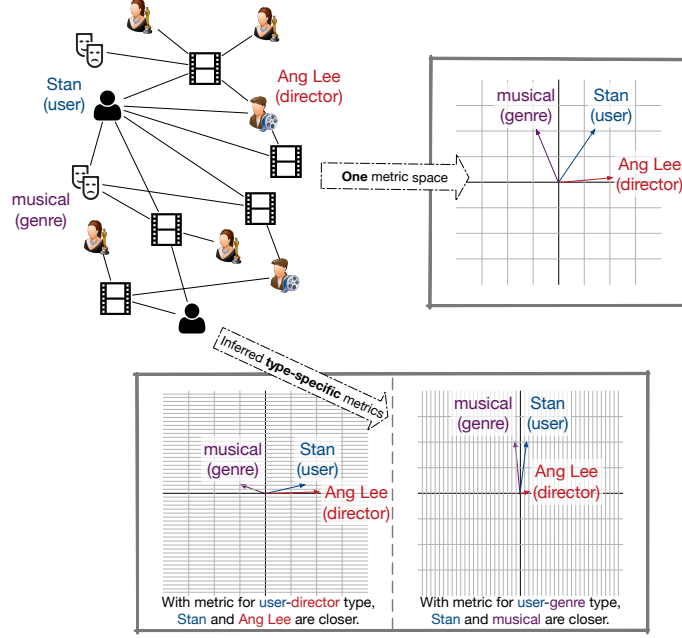 Stan
(user)
Ang Lee
(director)
musical
(genre)
One metric space
musical
(genre)
Stan
(user)
Ang Lee
(director)
Inferred type-specific metrics
musical
(genre)
Stan
(user)
Ang Lee
(director)
With metric for user-director type,
Stan and Ang Lee are closer.
musical
(genre)
Stan
(user)
Ang Lee
(director)
With metric for user-genre type,
Stan and musical are closer.